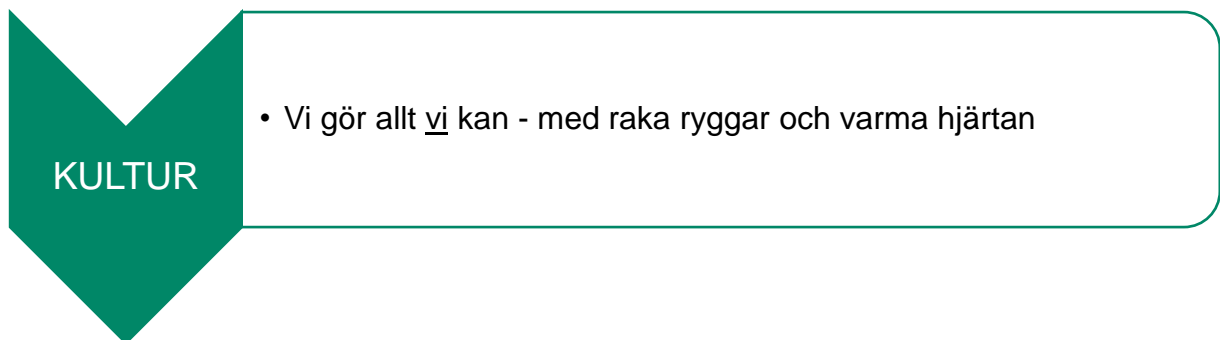 KULTUR
• Vi gör allt vi kan - med raka ryggar och varma hjärtan